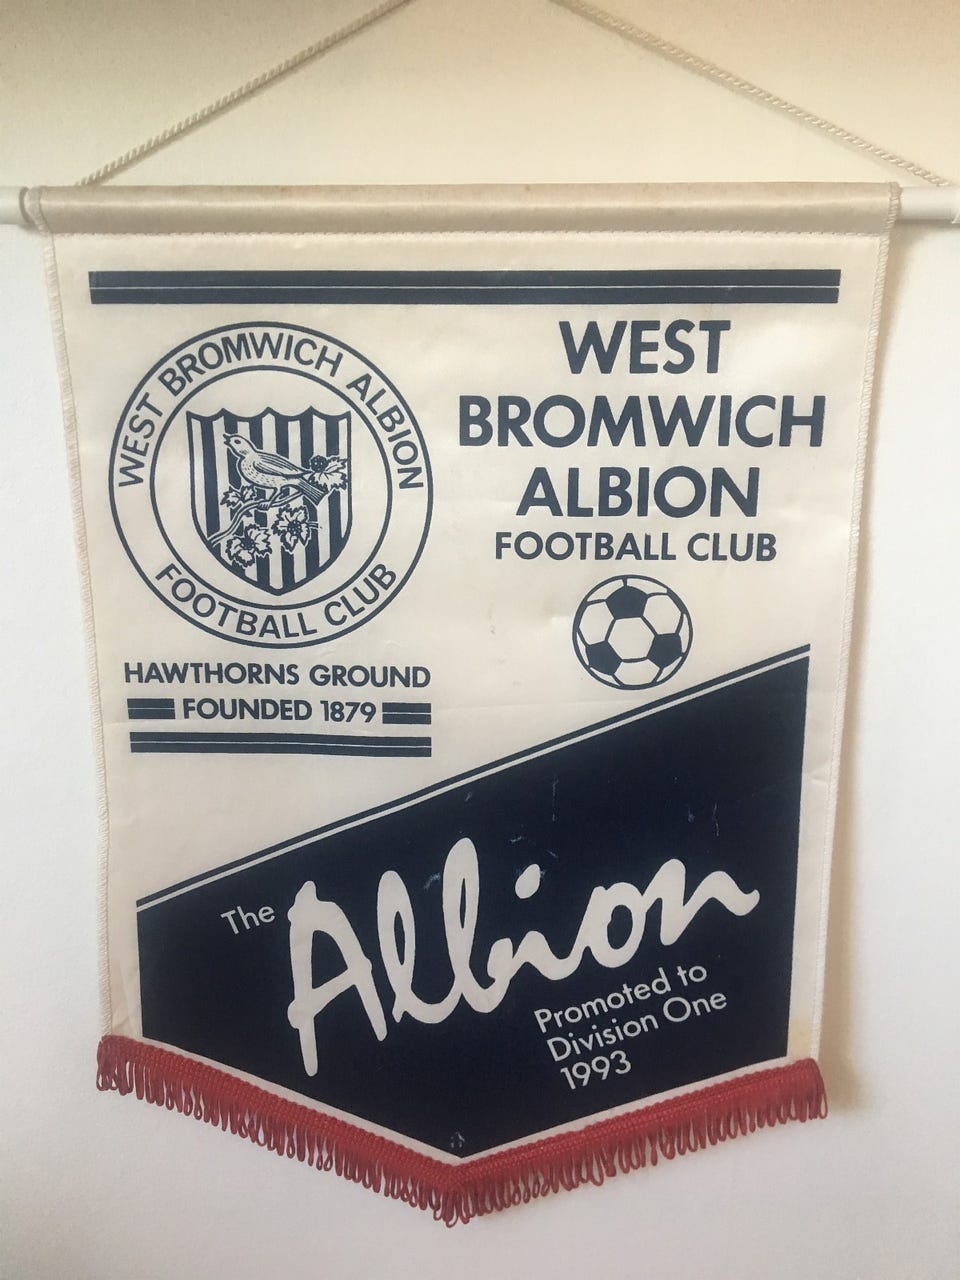 WEST BROMWICH ALBION
FOOTBALL CLUB
HAWTHORNS GROUND
FOUNDED 1879
WEST
BROMWICH
ALBION
FOOTBALL CLUB
The Albion
Promoted to
Division One
1993